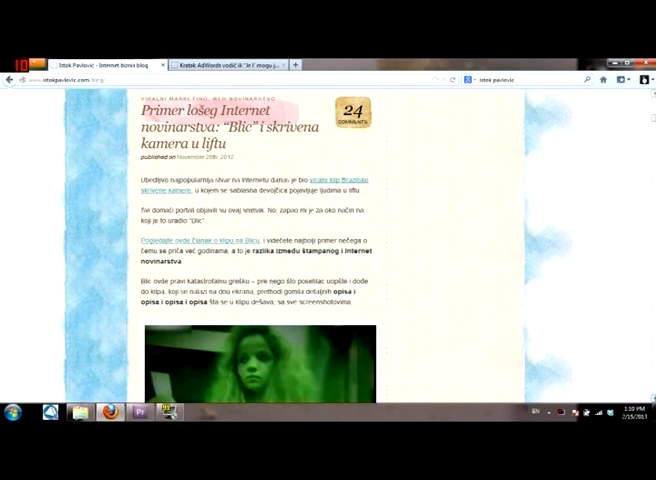 Istok Pavlović - Internet biznis blog
Kratak AdWords vodič ili "Je l' mogu j...
www.istokpavlovic.com/blog/
istok pavlovic
VIRALNI MARKETING, WEB NOVINARSTVO
Primer lošeg Internet
novinarstva: "Blic" i skrivena
kamera u liftu
24
COMMENTS
published on November 28th, 2012
Ubedljivo najpopularnija stvar na Internetu danas je bio viralni klip Brazilske
skrivene kamere, u kojem se sablasna devojčica pojavljuje ljudima u liftu.
Svi domaći portali objavili su ovaj snimak. No, zapao mi je za oko način na
koji je to uradio "Blic".
Pogledajte ovde članak o klipu na Blicu, i videćete najbolji primer nečega o
čemu se priča već godinama, a to je razlika između štampanog i Internet
novinarstva.
Blic ovde pravi katastrofalnu grešku – pre nego što posetilac uopšte i dođe
do klipa, koji se nalazi na dnu ekrana, prethodi gomila detaljnih opisa i
opisa i opisa i opisa šta se u klipu dešava, sa sve screenshotovima.
Pr
EN
1:10 PM
2/15/2013